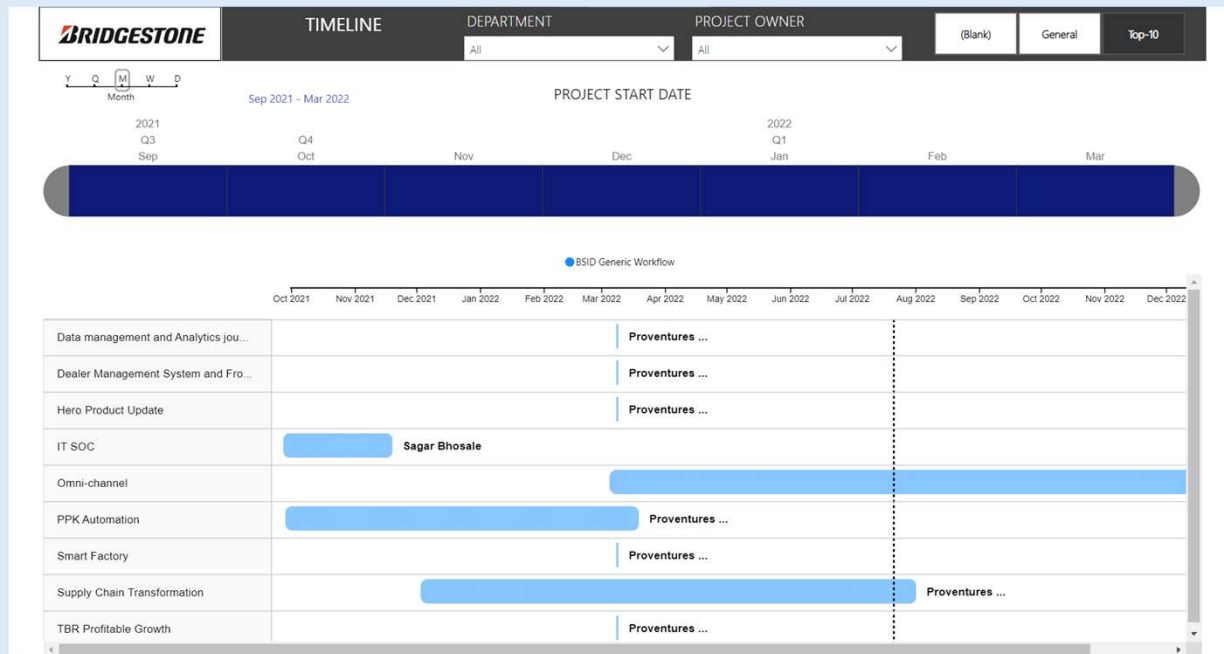 BRIDGESTONE
TIMELINE
DEPARTMENT
All
PROJECT OWNER
All
(Blank)
General
Top-10
Y Q M W D
Month
Sep 2021 - Mar 2022
PROJECT START DATE
2021 2022
Q3 Q4 Q1
Sep Oct Nov Dec Jan Feb Mar
BSID Generic Workflow
Oct 2021 Nov 2021 Dec 2021 Jan 2022 Feb 2022 Mar 2022 Apr 2022 May 2022 Jun 2022 Jul 2022 Aug 2022 Sep 2022 Oct 2022 Nov 2022 Dec 2022
Data management and Analytics jou... Proventures ...
Dealer Management System and Fro... Proventures ...
Hero Product Update Proventures ...
IT SOC Sagar Bhosale
Omni-channel
PPK Automation Proventures ...
Smart Factory Proventures ...
Supply Chain Transformation Proventures ...
TBR Profitable Growth Proventures ...